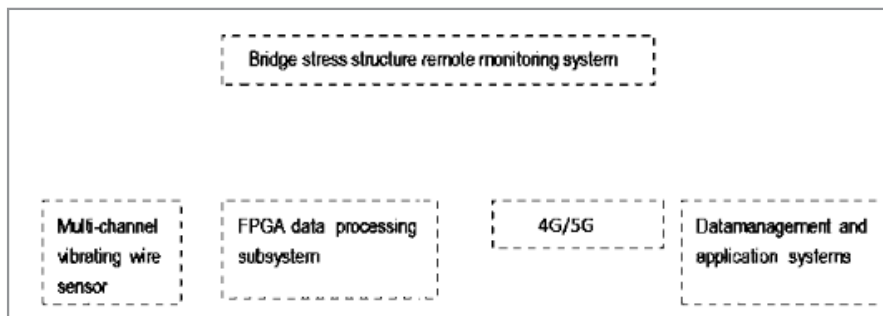 Bridge stress structure remote monitoring system
Multi-channel
vibrating wire
sensor
FPGA data processing
subsystem
4G/5G
Datamanagement and
application systems